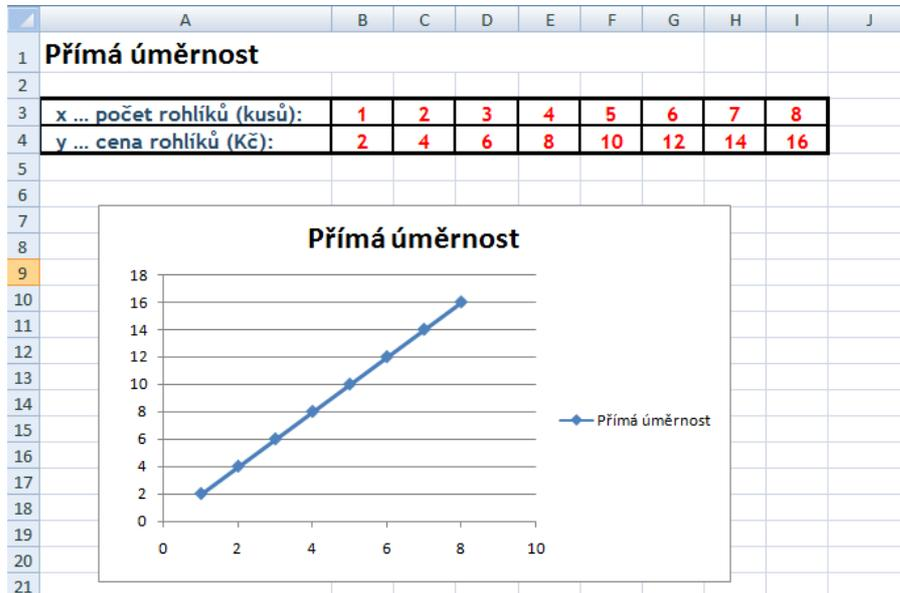 A B C D E F G H I J
1 Přímá úměrnost
2
3 x ... počet rohlíků (kusů): 1 2 3 4 5 6 7 8
4 y ... cena rohlíků (Kč): 2 4 6 8 10 12 14 16
5
6
7
8 Přímá úměrnost
9 18
10 16
11 14
12 12
13 10
14 8
15 6 Přímá úměrnost
16 4
17 2
18 0
19 0 2 4 6 8 10
20
21